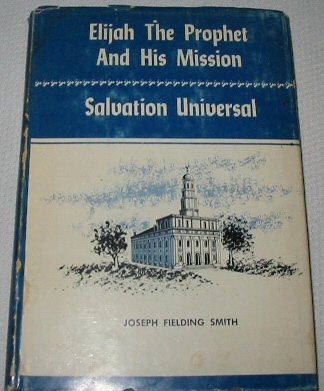 Elijah The Prophet
And His Mission
Salvation Universal
JOSEPH FIELDING SMITH